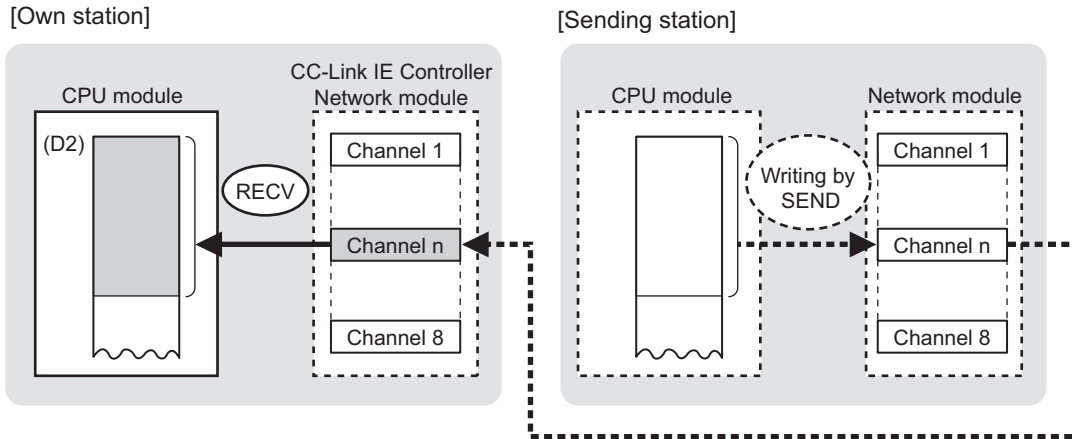 [Own station]
CPU module
(D2)
RECV
CC-Link IE Controller
Network module
Channel 1
Channel n
Channel 8
[Sending station]
CPU module
Writing by
SEND
Network module
Channel 1
Channel n
Channel 8